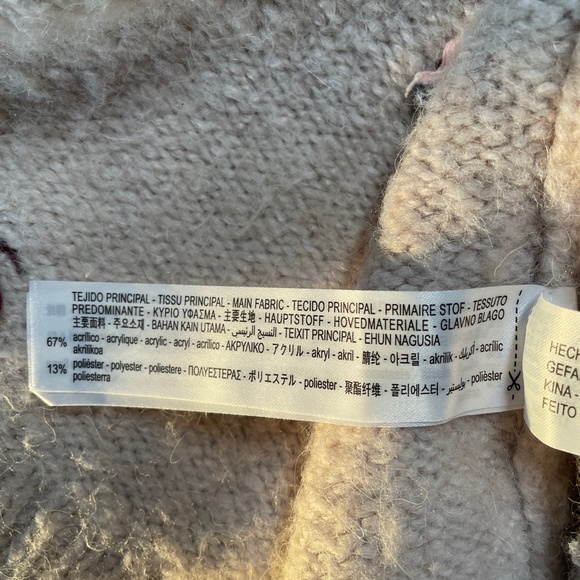 TEJIDO PRINCIPAL - TISSU PRINCIPAL - MAIN FABRIC - TECIDO PRINCIPAL - PRIMAIRE STOF - TESSUTO
PREDOMINANTE - ΚΥΡΙΟ ΥΦΑΣΜΑ - 主要生地 - HAUPTSTOFF - HOVEDMATERIALE - GLAVNO BLAGO
主要面料 - 주요소재 - BAHAN KAIN UTAMA - النسيج الرئيسي - TEIXIT PRINCIPAL - EHUN NAGUSIA
67% acrílico - acrylique - acrylic - acryl - acrilico - ΑΚΡΥΛΙΚΟ - アクリル - akryl - akril - 腈纶 - 아크릴 - akrilik - أكريليك - acrílic
akrilikoa
13% poliéster - polyester - poliestere - ΠΟΛΥΕΣΤΕΡΑΣ - ポリエステル - poliester - 聚酯纤维 - 폴리에스터 - بوليستير - polièster
poliesterra
HECH
GEFA
KINA -
FEITO